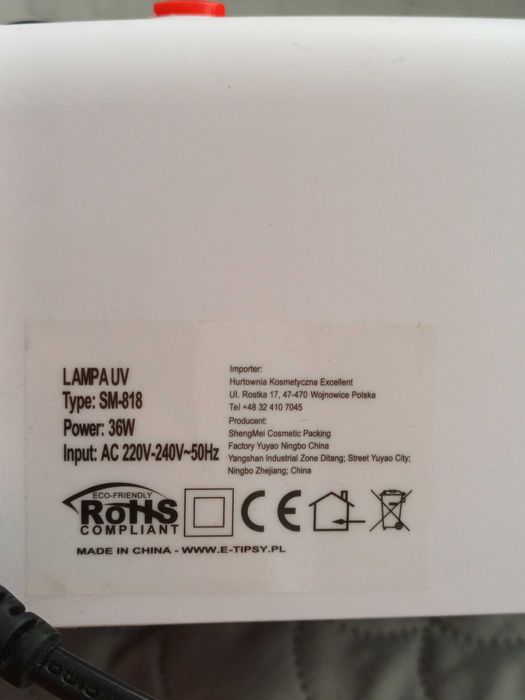 LAMPA UV
Type: SM-818
Power: 36W
Input: AC 220V-240V~50Hz
Importer:
Hurtownia Kosmetyczna Excellent
Ul. Rostka 17, 47-470 Wojnowice Polska
Tel +48 32 410 7045
Producent:
ShengMei Cosmetic Packing
Factory Yuyao Ningbo China
Yangshan Industrial Zone Ditang; Street Yuyao City;
Ningbo Zhejiang; China
ECO-FRIENDLY
RoHS
COMPLIANT
CE
MADE IN CHINA - WWW.E-TIPSY.PL